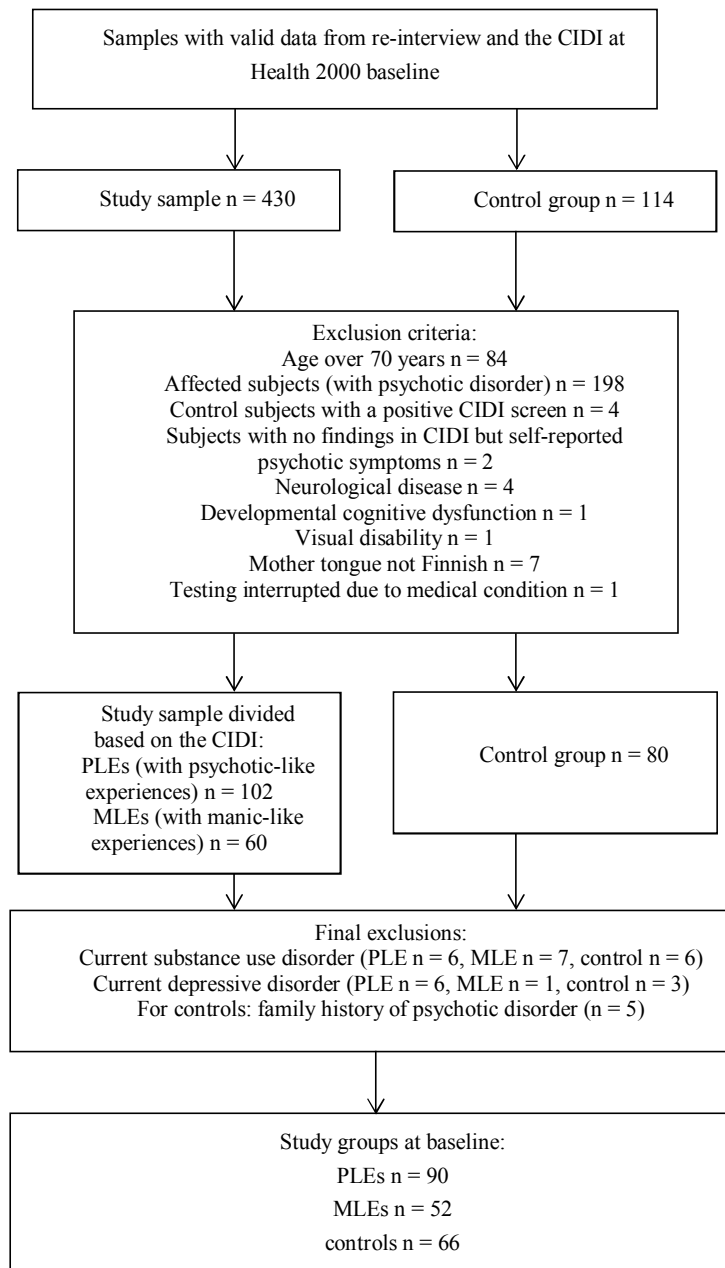 Samples with valid data from re-interview and the CIDI at
Health 2000 baseline
Study sample n = 430
Control group n = 114
Exclusion criteria:
Age over 70 years n = 84
Affected subjects (with psychotic disorder) n = 198
Control subjects with a positive CIDI screen n = 4
Subjects with no findings in CIDI but self-reported
psychotic symptoms n = 2
Neurological disease n = 4
Developmental cognitive dysfunction n = 1
Visual disability n = 1
Mother tongue not Finnish n = 7
Testing interrupted due to medical condition n = 1
Study sample divided
based on the CIDI:
PLEs (with psychotic-like
experiences) n = 102
MLEs (with manic-like
experiences) n = 60
Control group n = 80
Final exclusions:
Current substance use disorder (PLE n = 6, MLE n = 7, control n = 6)
Current depressive disorder (PLE n = 6, MLE n = 1, control n = 3)
For controls: family history of psychotic disorder (n = 5)
Study groups at baseline:
PLEs n = 90
MLEs n = 52
controls n = 66